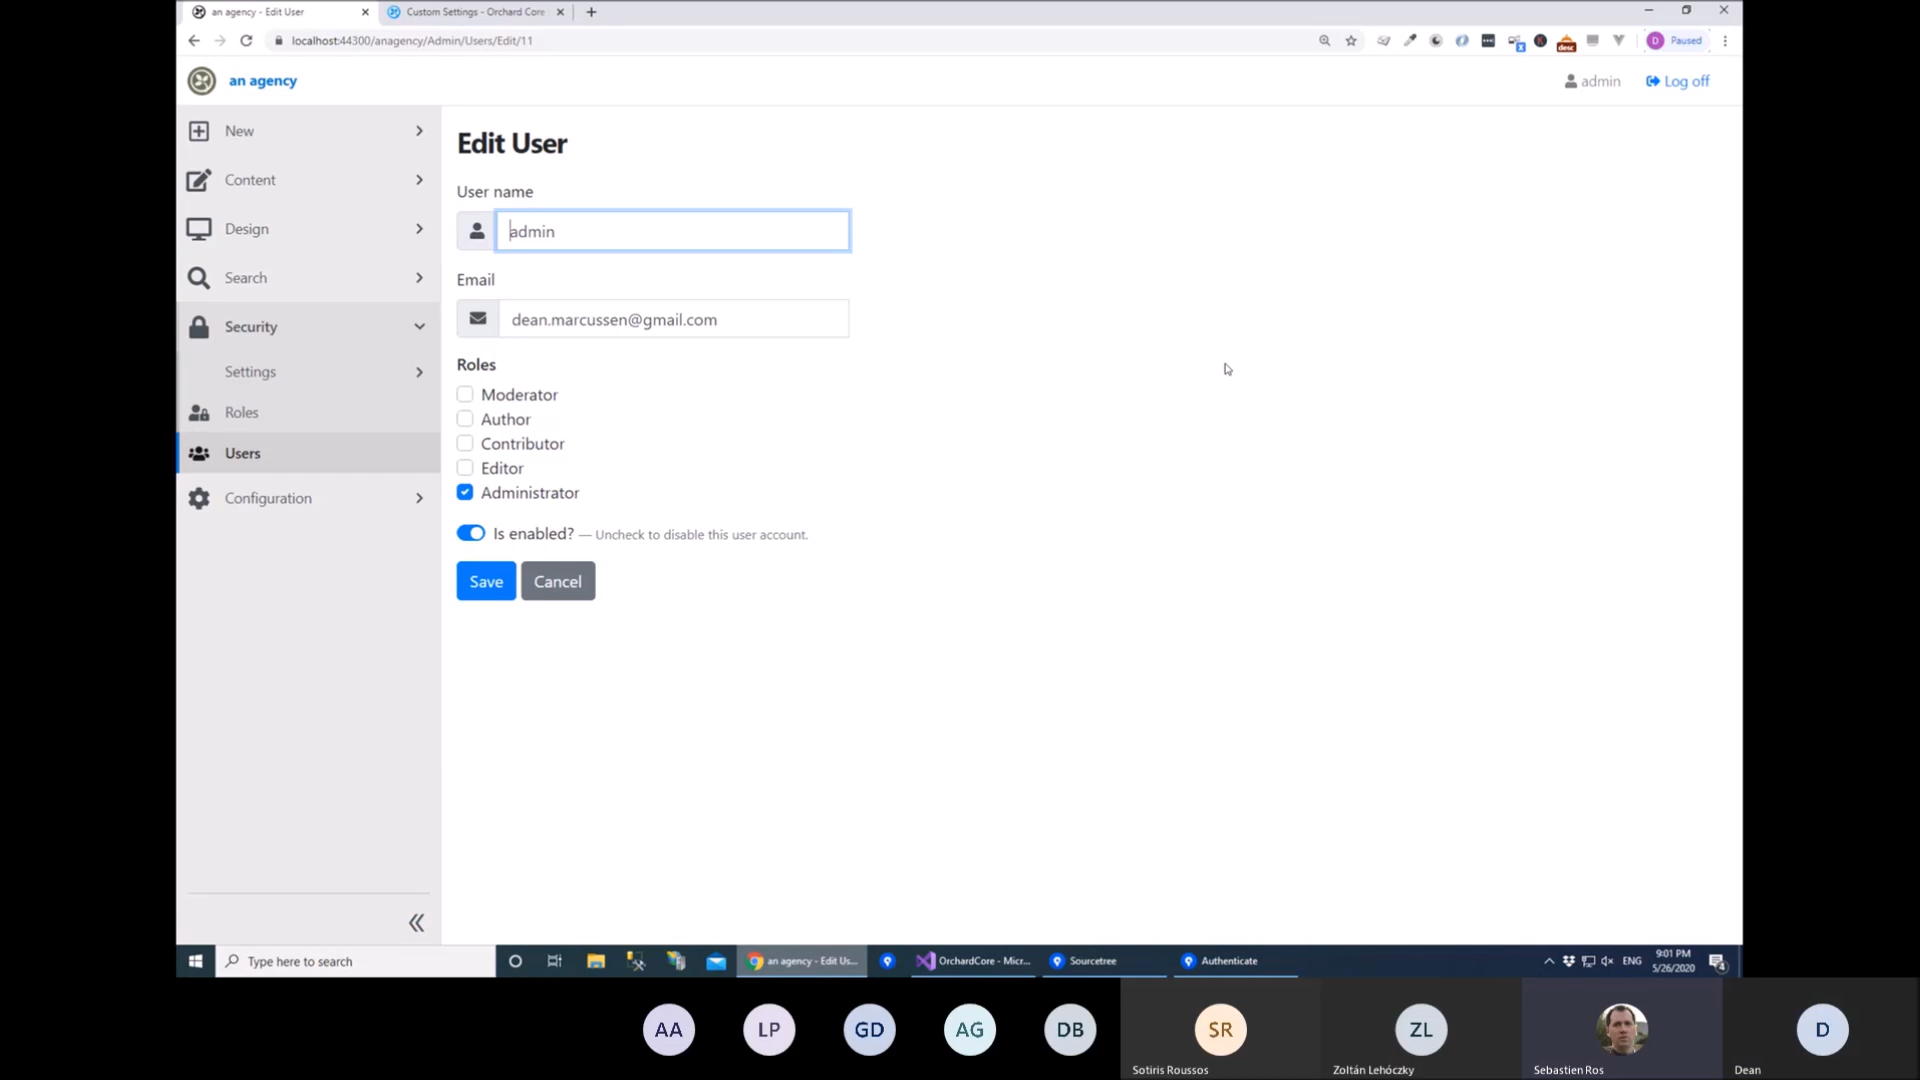 an agency - Edit User
Custom Settings - Orchard Core
localhost:44300/anagency/Admin/Users/Edit/11
desc
D
Paused
an agency
admin
Log off
New
Content
Design
Search
Security
Settings
Roles
Users
Configuration
Edit User
User name
admin
Email
dean.marcussen@gmail.com
Roles
Moderator
Author
Contributor
Editor
Administrator
Is enabled? — Uncheck to disable this user account.
Save Cancel
Type here to search
an agency - Edit Us...
OrchardCore - Micr...
Sourcetree
Authenticate
ENG
9:01 PM
5/26/2020
4
AA
LP
GD
AG
DB
SR
ZL
D
Sotiris Roussos
Zoltán Lehóczky
Sebastien Ros
Dean